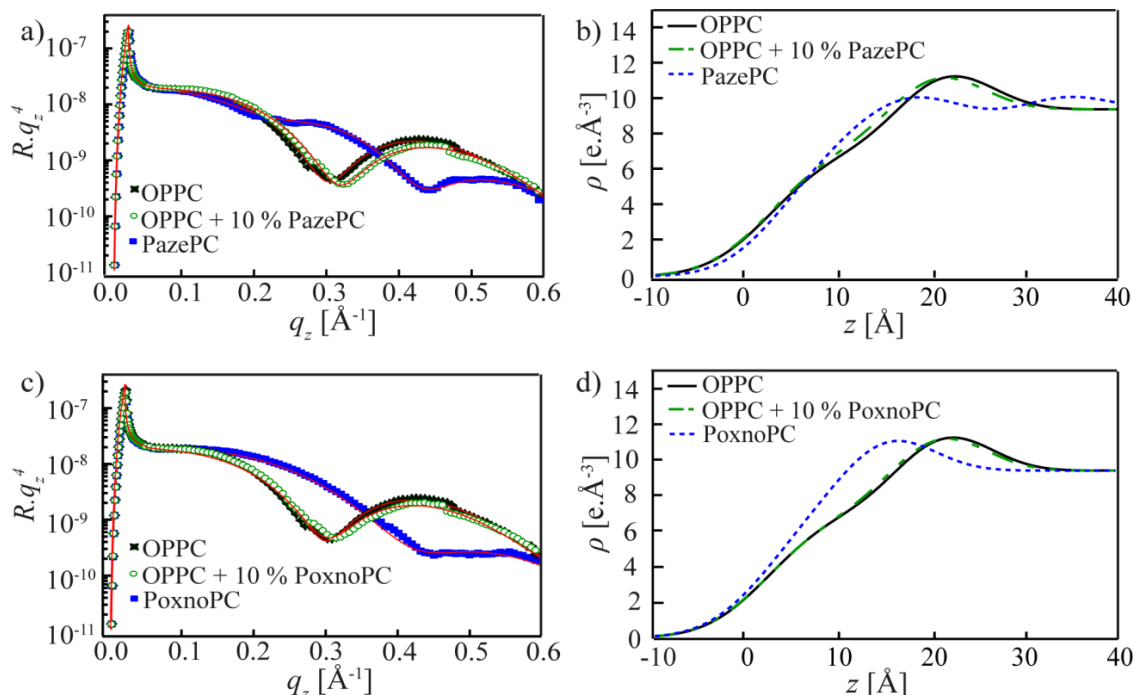 a)
10⁻⁷
10⁻⁸
10⁻⁹
10⁻¹⁰
10⁻¹¹
R.q_z⁴
OPPC
OPPC + 10 % PazePC
PazePC
0.0 0.1 0.2 0.3 0.4 0.5 0.6
q_z [Å⁻¹]
b)
14
12
10
8
6
4
2
0
ρ [e.Å⁻³]
OPPC
OPPC + 10 % PazePC
PazePC
-10 0 10 20 30 40
z [Å]
c)
10⁻⁷
10⁻⁸
10⁻⁹
10⁻¹⁰
10⁻¹¹
R.q_z⁴
OPPC
OPPC + 10 % PoxnoPC
PoxnoPC
0.0 0.1 0.2 0.3 0.4 0.5 0.6
q_z [Å⁻¹]
d)
14
12
10
8
6
4
2
0
ρ [e.Å⁻³]
OPPC
OPPC + 10 % PoxnoPC
PoxnoPC
-10 0 10 20 30 40
z [Å]